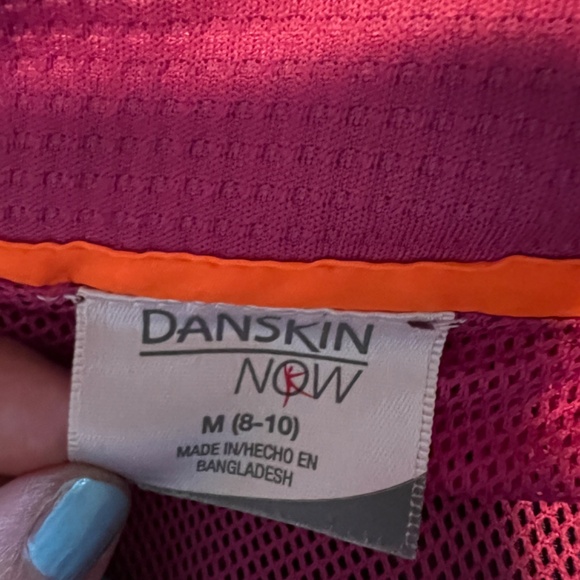 DANSKIN
NOW
M (8-10)
MADE IN/HECHO EN
BANGLADESH